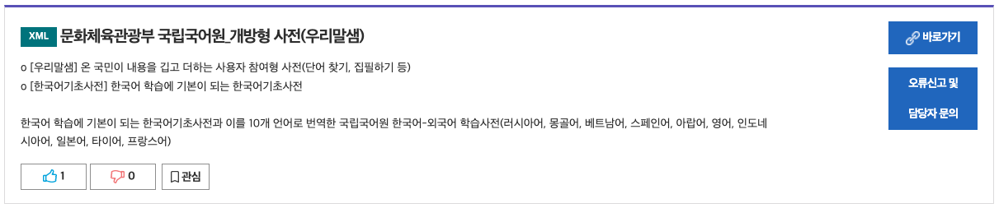 XML 문화체육관광부 국립국어원_개방형 사전(우리말샘)
바로가기
o [우리말샘] 온 국민이 내용을 깁고 더하는 사용자 참여형 사전(단어 찾기, 집필하기 등)
o [한국어기초사전] 한국어 학습에 기본이 되는 한국어기초사전
오류신고 및
담당자 문의
한국어 학습에 기본이 되는 한국어기초사전과 이를 10개 언어로 번역한 국립국어원 한국어-외국어 학습사전(러시아어, 몽골어, 베트남어, 스페인어, 아랍어, 영어, 인도네
시아어, 일본어, 타이어, 프랑스어)
1 0 관심